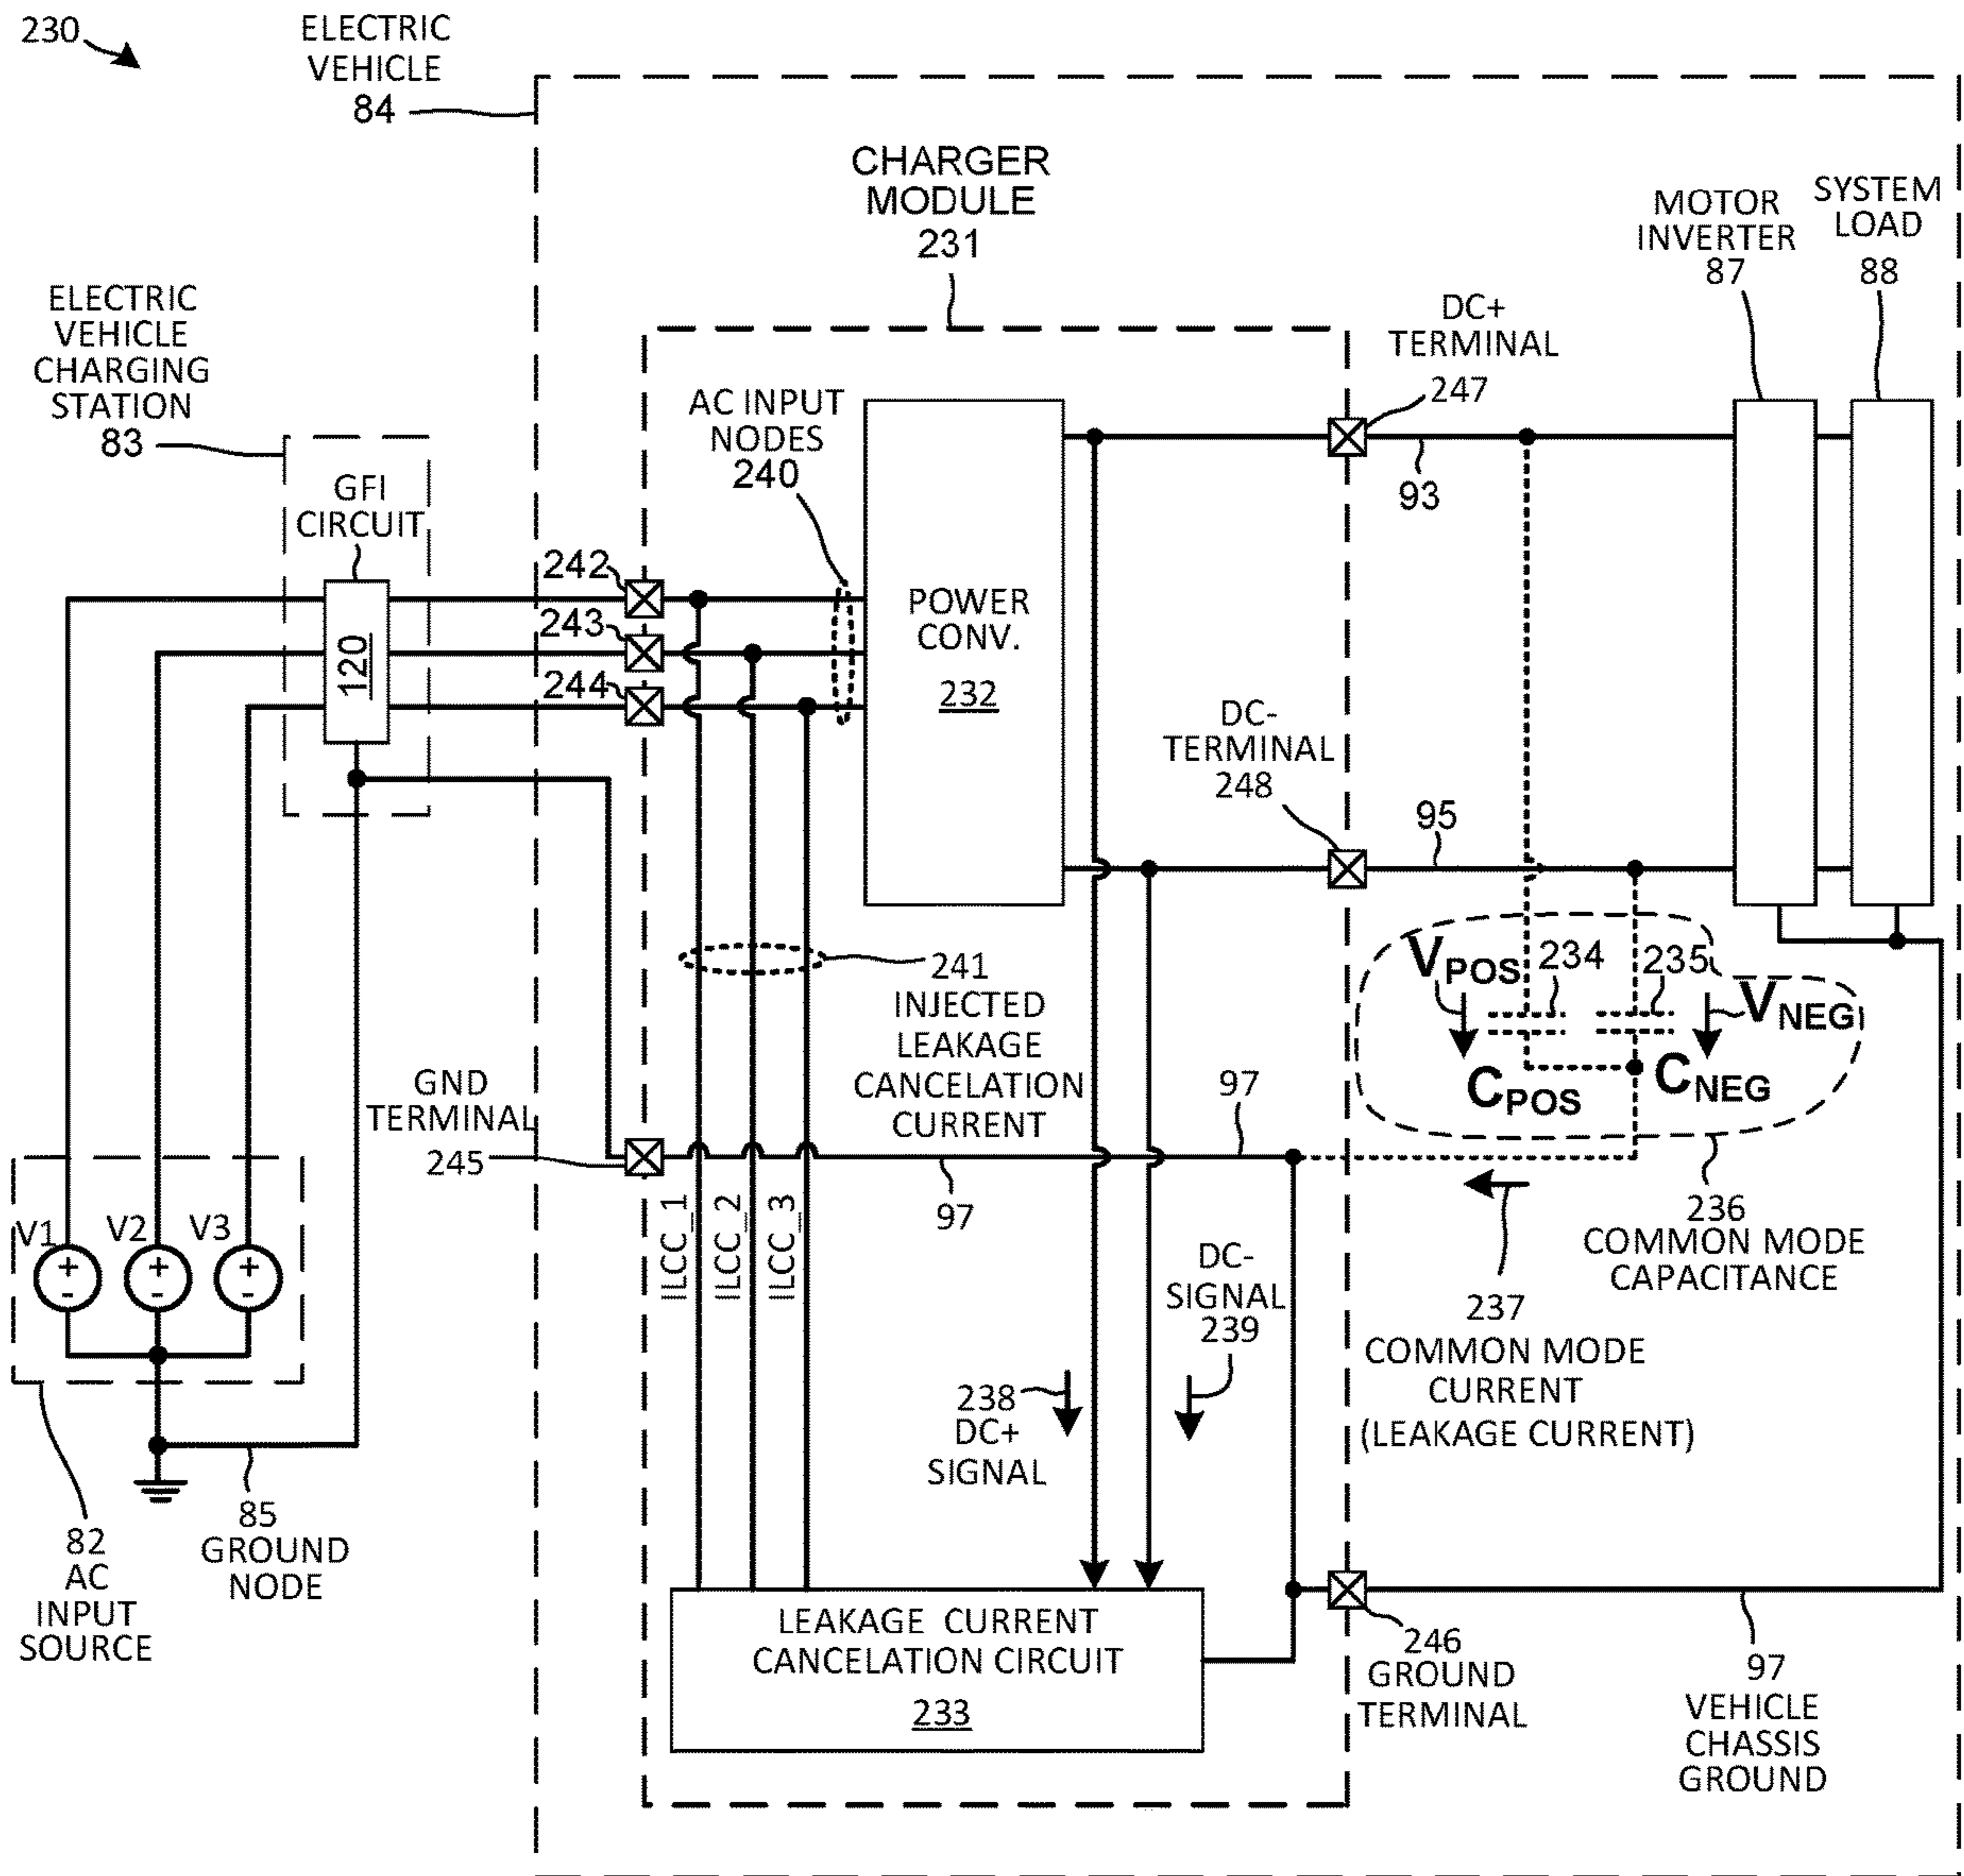 230
ELECTRIC
VEHICLE
84
CHARGER
MODULE
231
MOTOR
INVERTER
87
SYSTEM
LOAD
88
ELECTRIC
VEHICLE
CHARGING
STATION
83
DC+
TERMINAL
247
AC INPUT
NODES
240
GFI
CIRCUIT
120
93
242
243
244
POWER
CONV.
232
DC-
TERMINAL
248
95
241
INJECTED
LEAKAGE
CANCELATION
CURRENT
VPOS
234
235
VNEG
CPOS
CNEG
GND
TERMINAL
245
97
97
236
COMMON MODE
CAPACITANCE
V1
V2
V3
+
-
+
-
+
-
IILCC_1
IILCC_2
IILCC_3
DC-
SIGNAL
239
237
COMMON MODE
CURRENT
(LEAKAGE CURRENT)
238
DC+
SIGNAL
82
AC
INPUT
SOURCE
85
GROUND
NODE
LEAKAGE CURRENT
CANCELATION CIRCUIT
233
246
GROUND
TERMINAL
97
VEHICLE
CHASSIS
GROUND